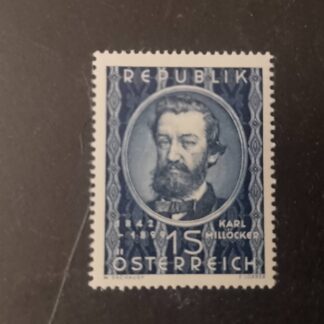 REPUBLIK
1842 KARL
-1899 MILLÖCKER
1S
ÖSTERREICH